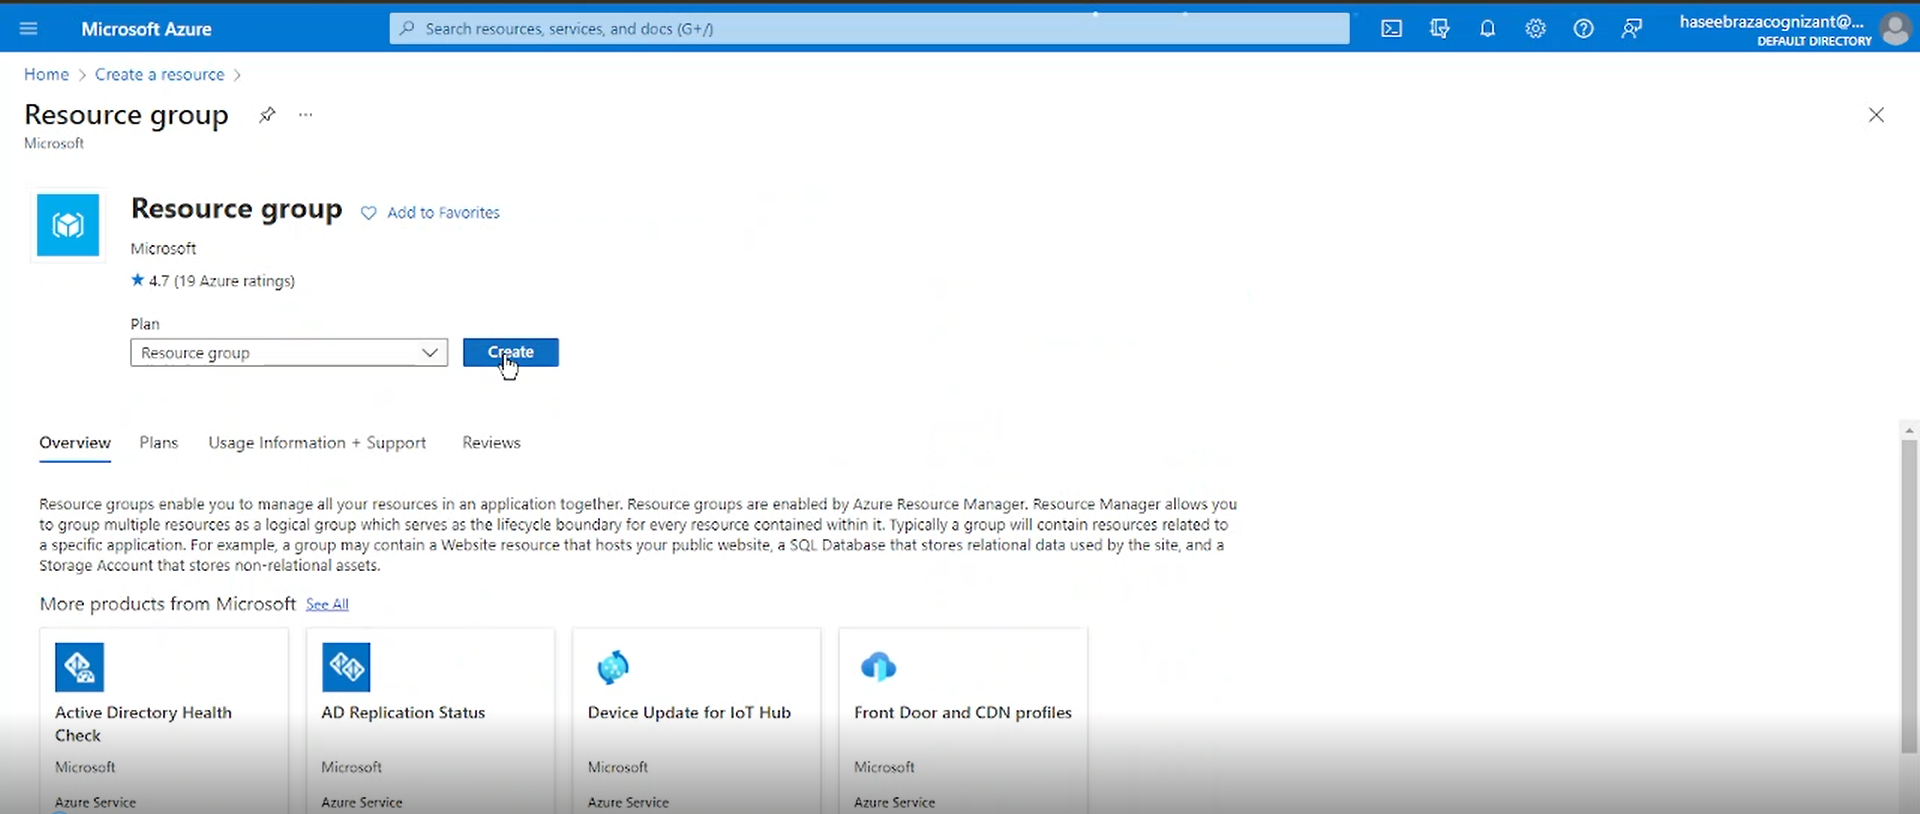 Microsoft Azure
Search resources, services, and docs (G+/)
haseebrazacognizant@...
DEFAULT DIRECTORY
Home > Create a resource >
Resource group
...
Microsoft
Resource group
Add to Favorites
Microsoft
4.7 (19 Azure ratings)
Plan
Resource group
Create
Overview Plans Usage Information + Support Reviews
Resource groups enable you to manage all your resources in an application together. Resource groups are enabled by Azure Resource Manager. Resource Manager allows you
to group multiple resources as a logical group which serves as the lifecycle boundary for every resource contained within it. Typically a group will contain resources related to
a specific application. For example, a group may contain a Website resource that hosts your public website, a SQL Database that stores relational data used by the site, and a
Storage Account that stores non-relational assets.
More products from Microsoft See All
Active Directory Health
Check
Microsoft
Azure Service
AD Replication Status
Microsoft
Azure Service
Device Update for IoT Hub
Microsoft
Azure Service
Front Door and CDN profiles
Microsoft
Azure Service